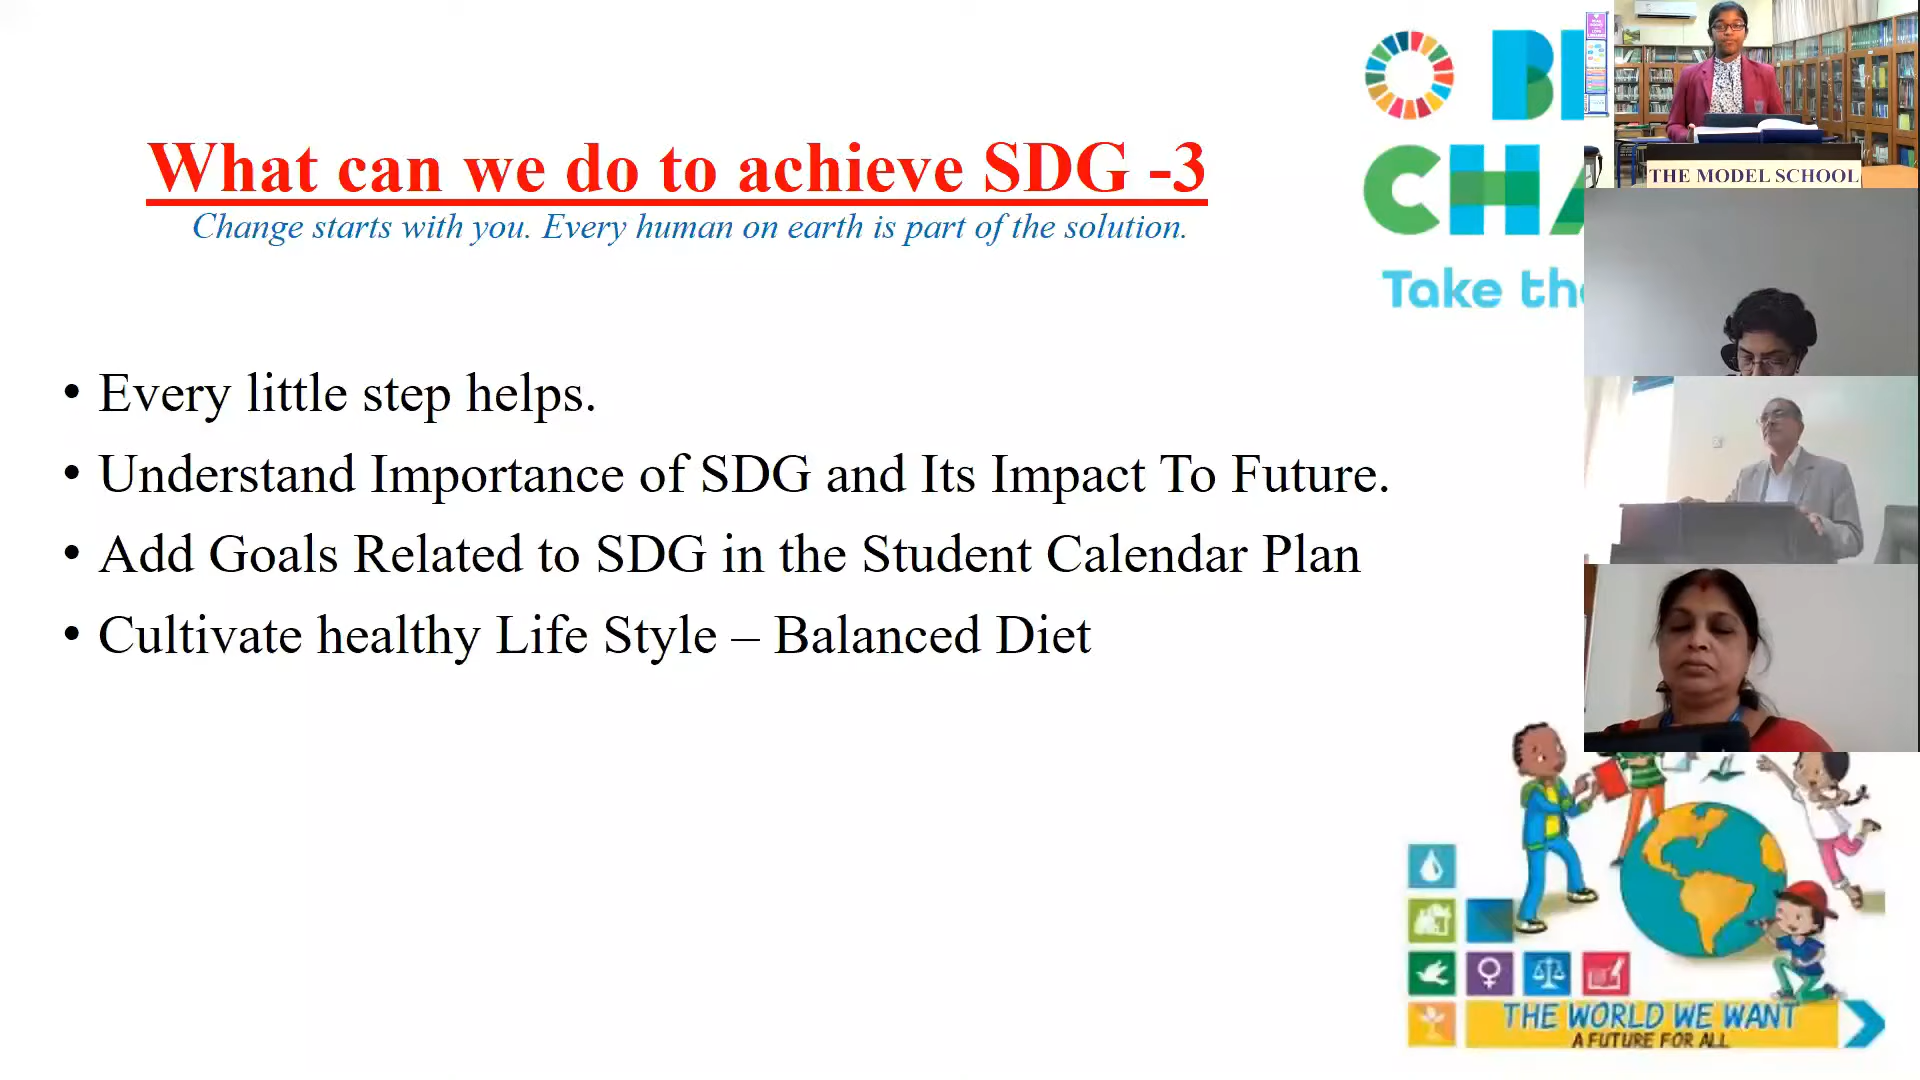 What can we do to achieve SDG -3
Change starts with you. Every human on earth is part of the solution.
• Every little step helps.
• Understand Importance of SDG and Its Impact To Future.
• Add Goals Related to SDG in the Student Calendar Plan
• Cultivate healthy Life Style – Balanced Diet
CHA
Take the
THE MODEL SCHOOL
THE WORLD WE WANT
A FUTURE FOR ALL